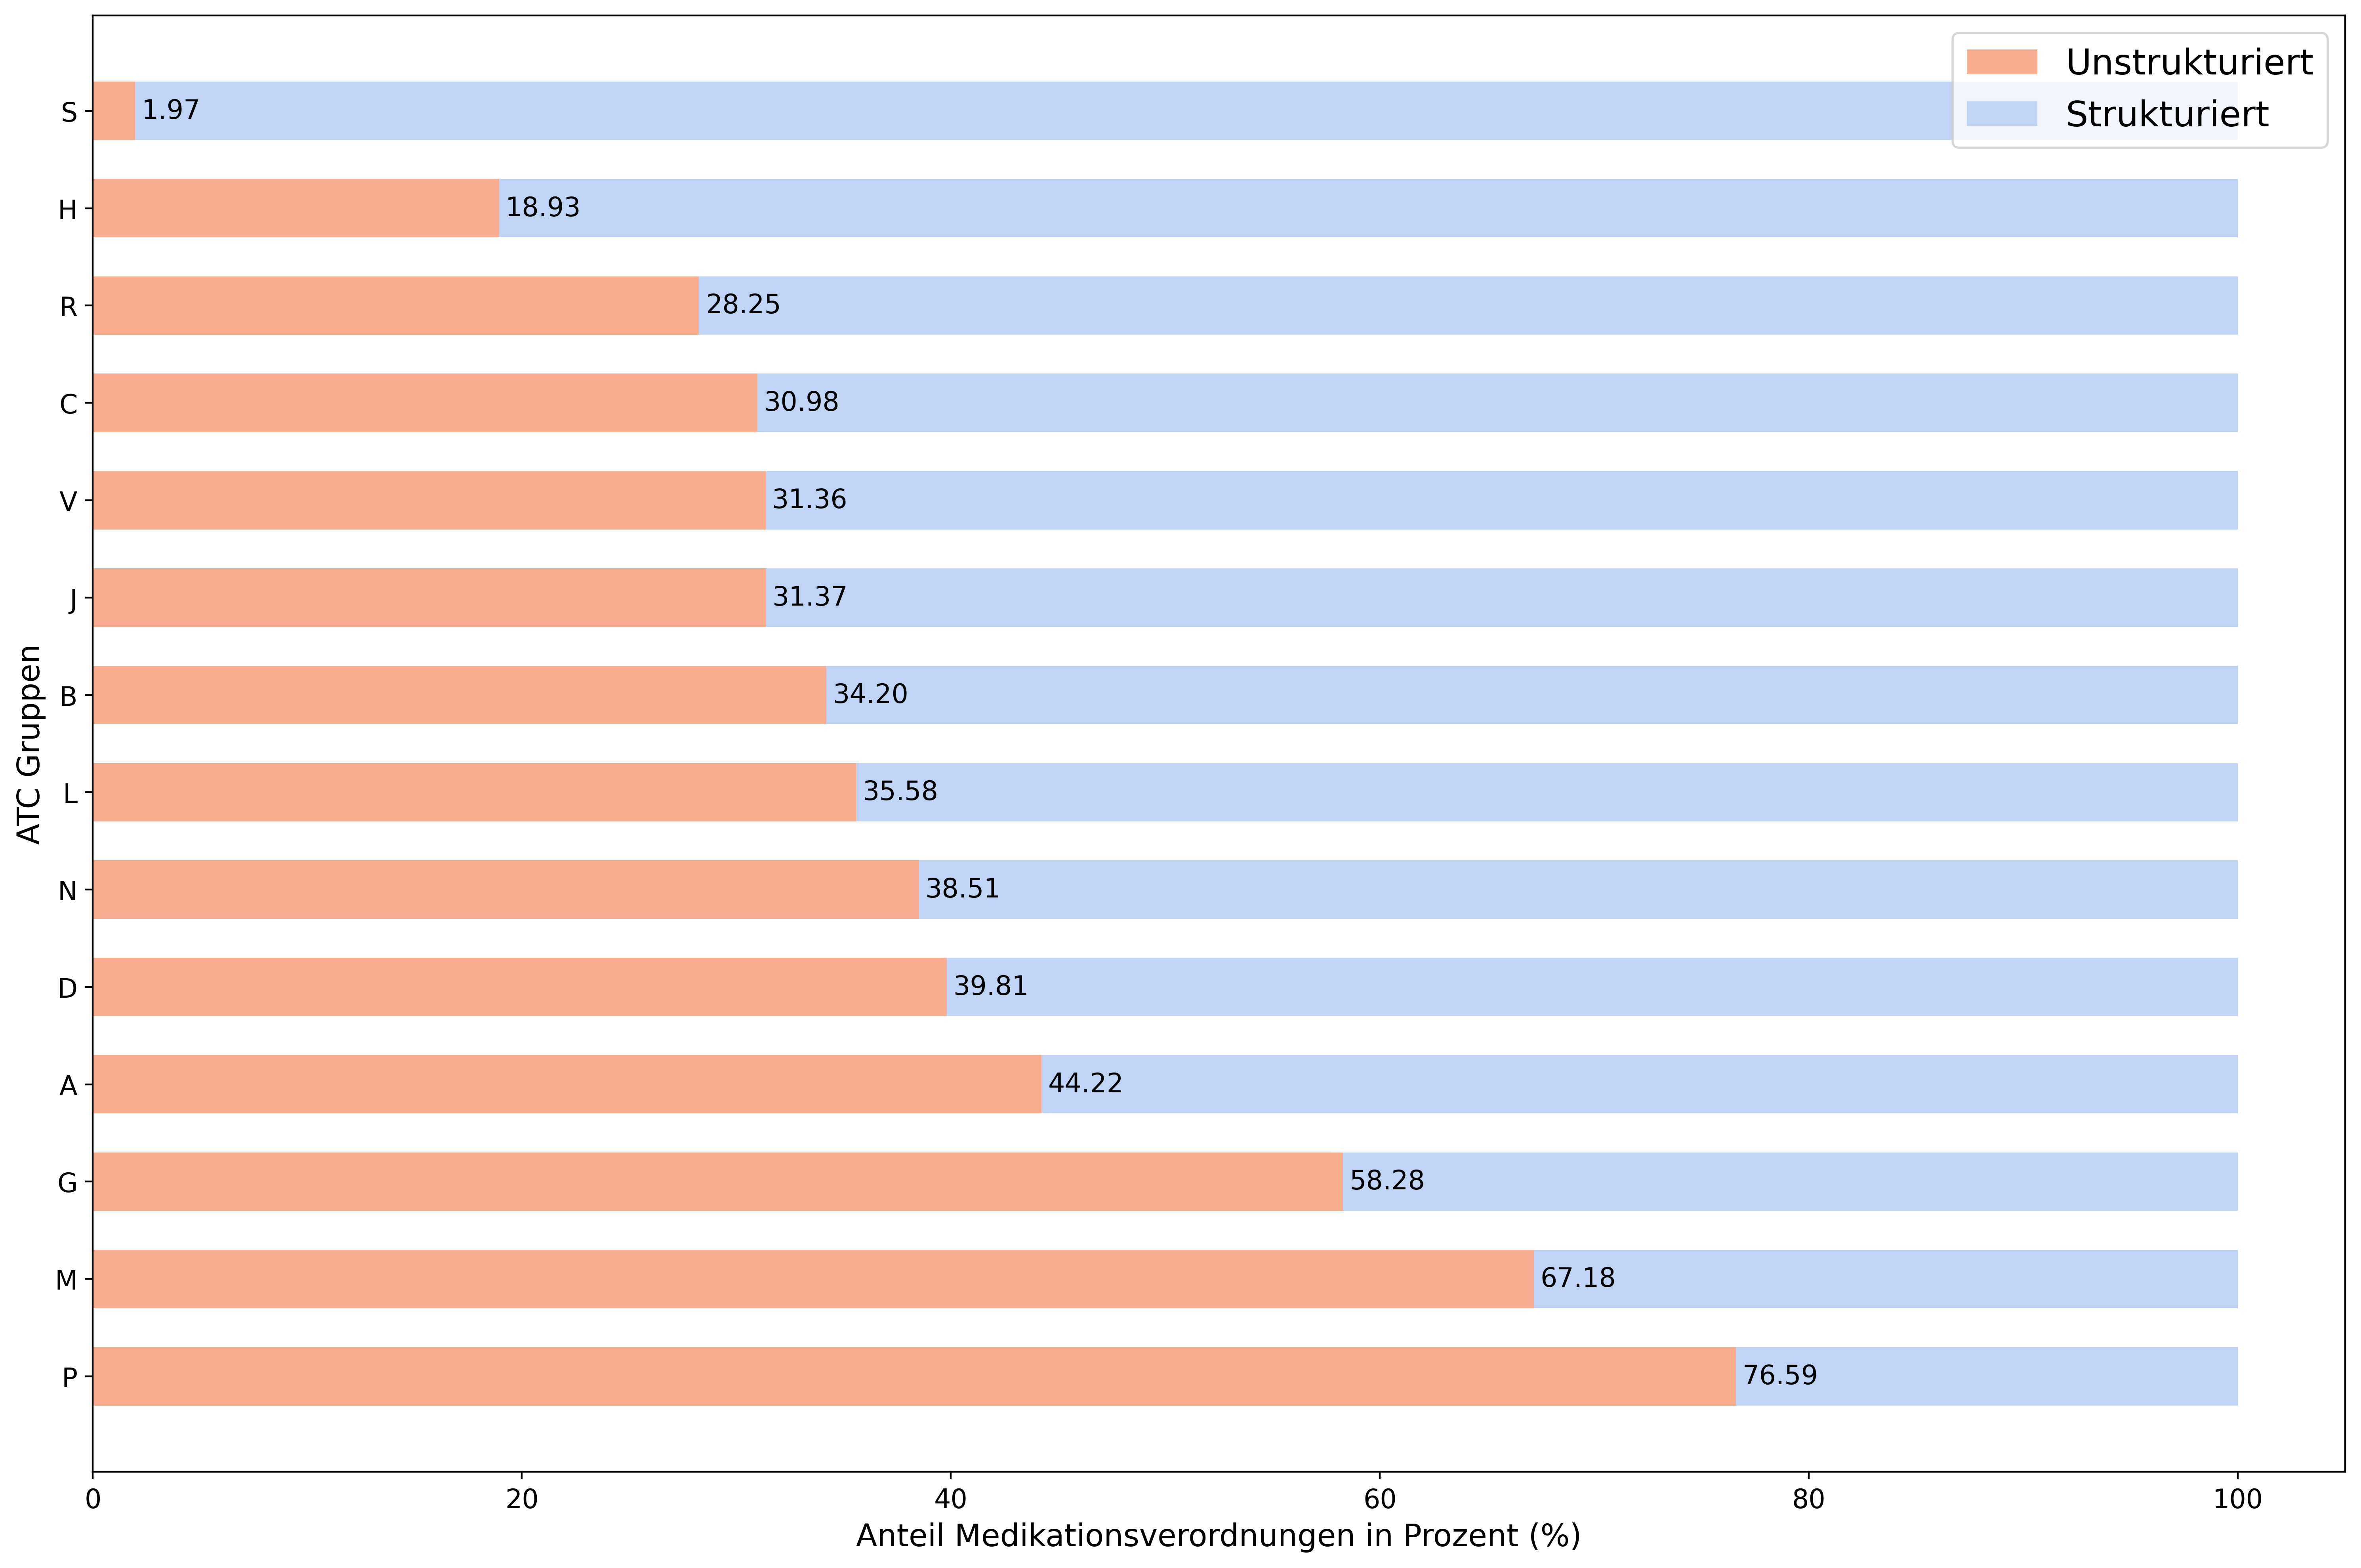 Unstrukturiert
Strukturiert
S 1.97
H 18.93
R 28.25
C 30.98
V 31.36
J 31.37
B 34.20
L 35.58
N 38.51
D 39.81
A 44.22
G 58.28
M 67.18
P 76.59
ATC Gruppen
0 20 40 60 80 100
Anteil Medikationsverordnungen in Prozent (%)